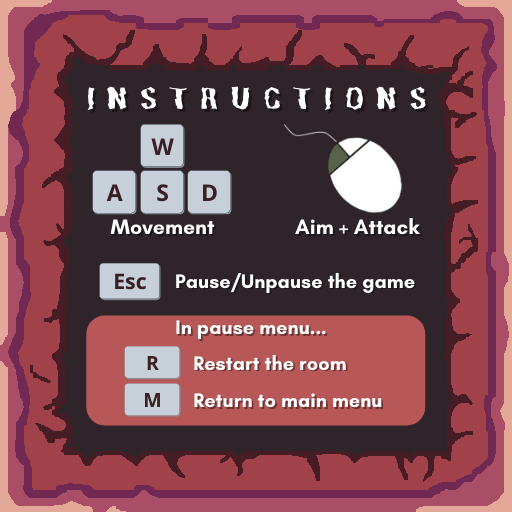 INSTRUCTIONS
W
A S D
Movement
Aim + Attack
Esc Pause/Unpause the game
In pause menu...
R Restart the room
M Return to main menu